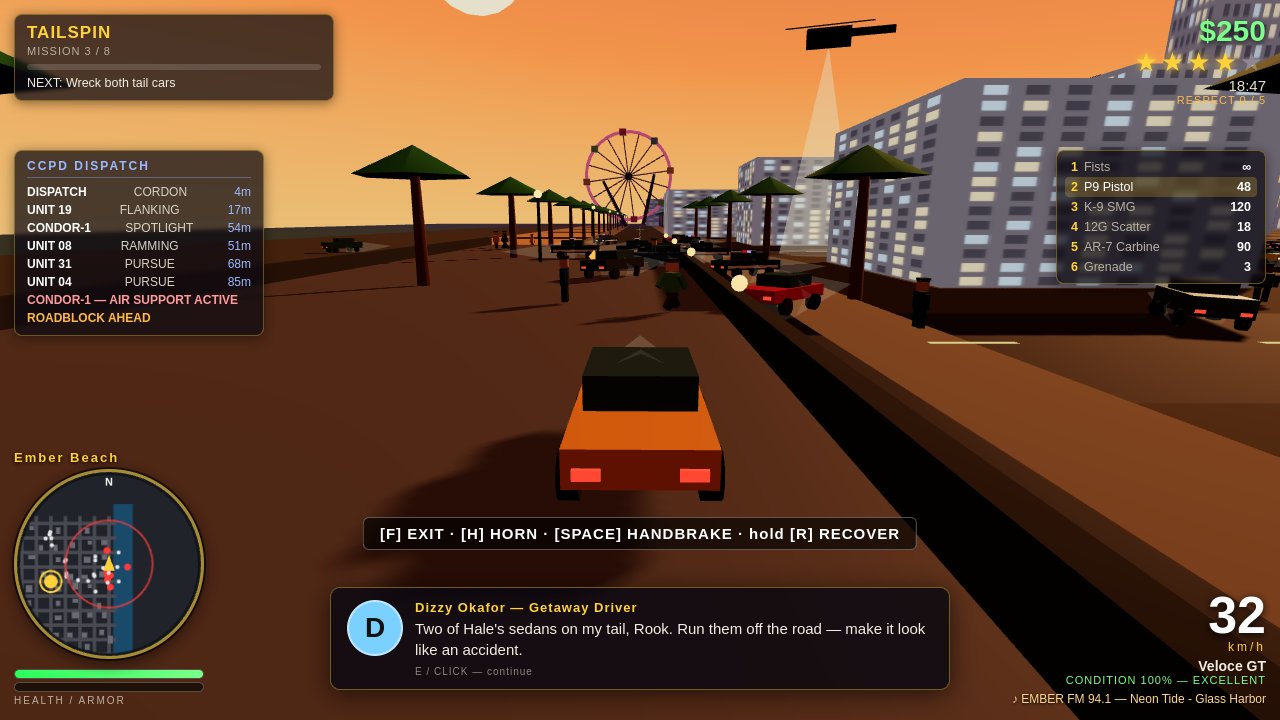 TAILSPIN
MISSION 3 / 8
NEXT: Wreck both tail cars
$250
18:47
RESPECT 0 / 5
CCPD DISPATCH
DISPATCH CORDON 4m
UNIT 19 FLANKING 17m
CONDOR-1 SPOTLIGHT 54m
UNIT 08 RAMMING 51m
UNIT 31 PURSUE 68m
UNIT 04 PURSUE 85m
CONDOR-1 — AIR SUPPORT ACTIVE
ROADBLOCK AHEAD
1 Fists ∞
2 P9 Pistol 48
3 K-9 SMG 120
4 12G Scatter 18
5 AR-7 Carbine 90
6 Grenade 3
Ember Beach
N
HEALTH / ARMOR
[F] EXIT · [H] HORN · [SPACE] HANDBRAKE · hold [R] RECOVER
D
Dizzy Okafor — Getaway Driver
Two of Hale's sedans on my tail, Rook. Run them off the road — make it look
like an accident.
E / CLICK — continue
32
km/h
Veloce GT
CONDITION 100% — EXCELLENT
♪ EMBER FM 94.1 — Neon Tide - Glass Harbor